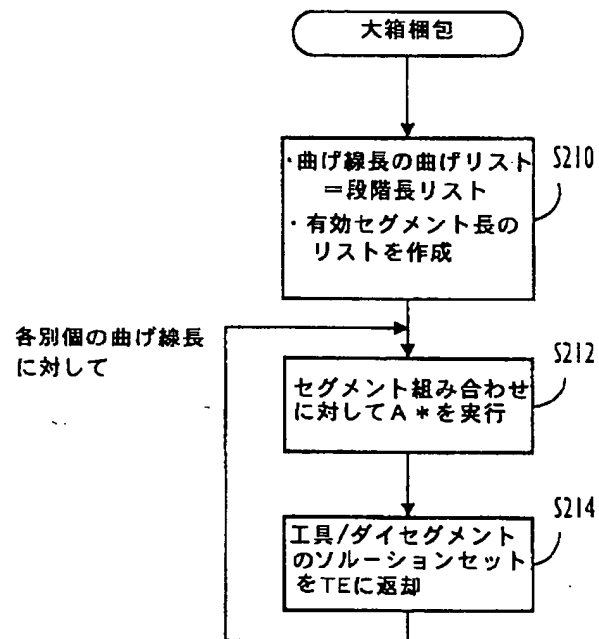 大箱梱包
・曲げ線長の曲げリスト
＝段階長リスト
・有効セグメント長の
リストを作成
S210
各別個の曲げ線長
に対して
セグメント組み合わせ
に対してA＊を実行
S212
工具/ダイセグメント
のソルーションセット
をTEに返却
S214